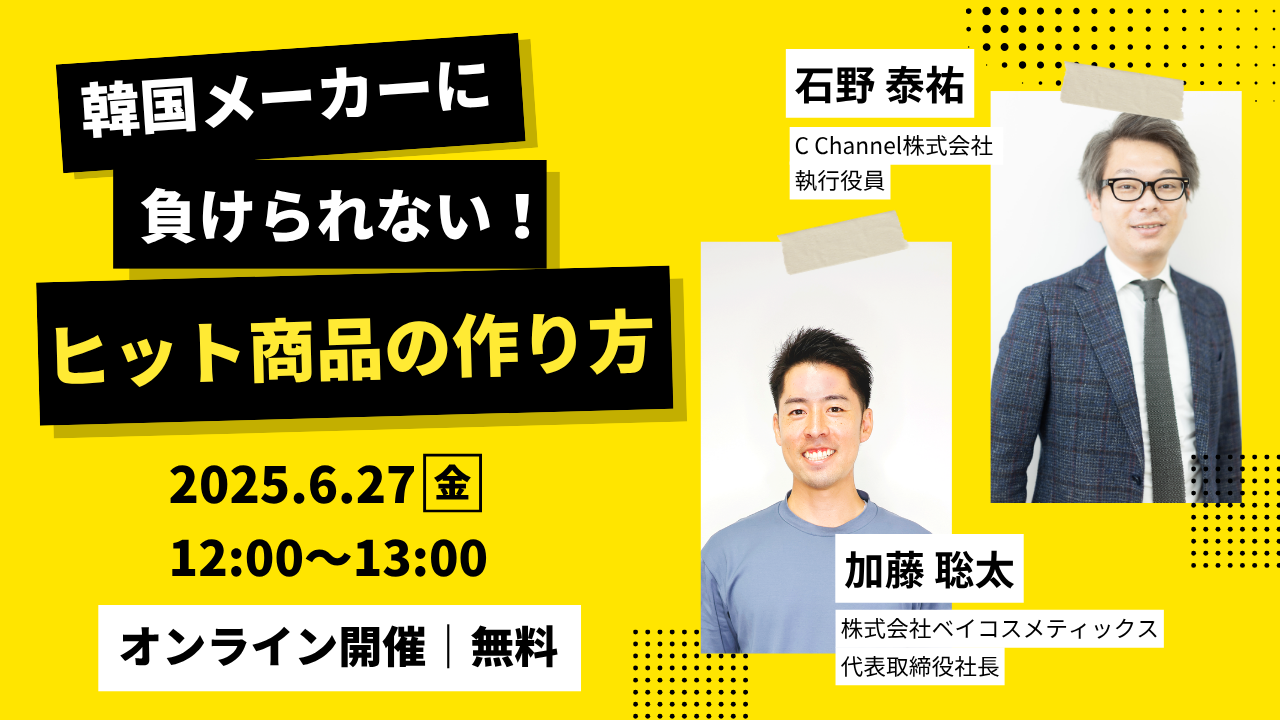 韓国メーカーに
負けられない！
ヒット商品の作り方
2025.6.27 金
12:00〜13:00
オンライン開催｜無料
石野 泰祐
C Channel株式会社
執行役員
加藤 聡太
株式会社ベイコスメティックス
代表取締役社長